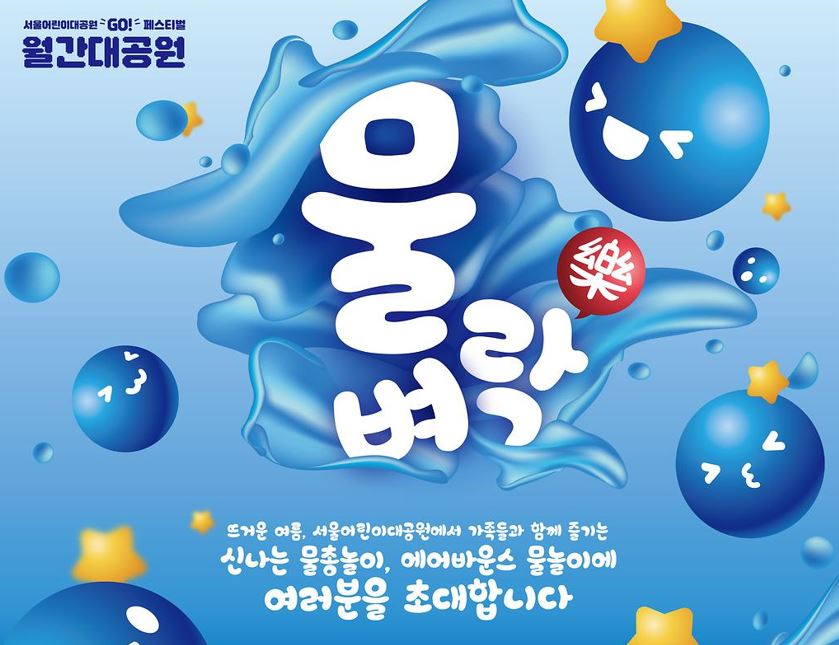 서울어린이대공원 GO! 페스티벌
월간대공원
물
벼락
樂
뜨거운 여름, 서울어린이대공원에서 가족들과 함께 즐기는
신나는 물총놀이, 에어바운스 물놀이에
여러분을 초대합니다